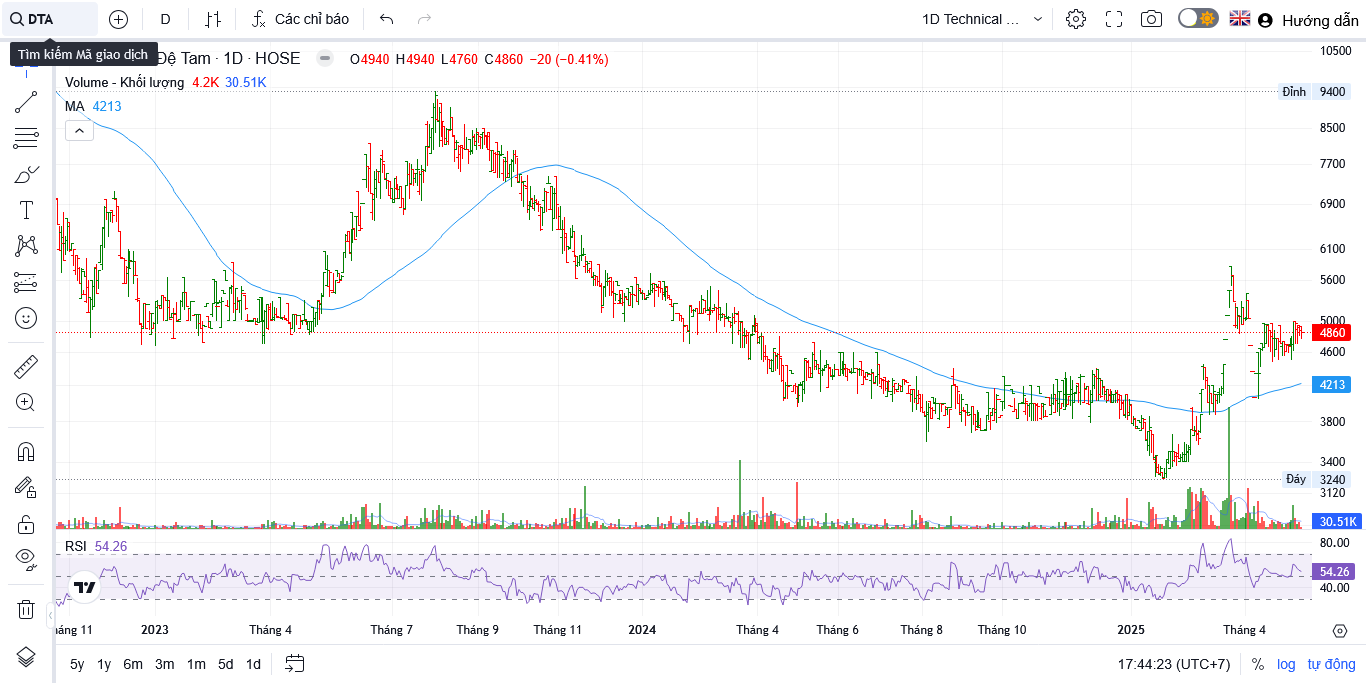 DTA
D
Các chỉ báo
1D Technical ...
Hướng dẫn
Tìm kiếm Mã giao dịch
Đệ Tam · 1D · HOSE
O4940 H4940 L4760 C4860 −20 (−0.41%)
Volume - Khối lượng 4.2K 30.51K
MA 4213
10500
Đỉnh 9400
8500
7700
6900
6100
5600
5000
4860
4600
4213
3800
3400
Đáy 3240
3120
30.51K
RSI 54.26
80.00
54.26
40.00
háng 11 2023 Tháng 4 Tháng 7 Tháng 9 Tháng 11 2024 Tháng 4 Tháng 6 Tháng 8 Tháng 10 2025 Tháng 4
5y 1y 6m 3m 1m 5d 1d
17:44:23 (UTC+7) % log tự động